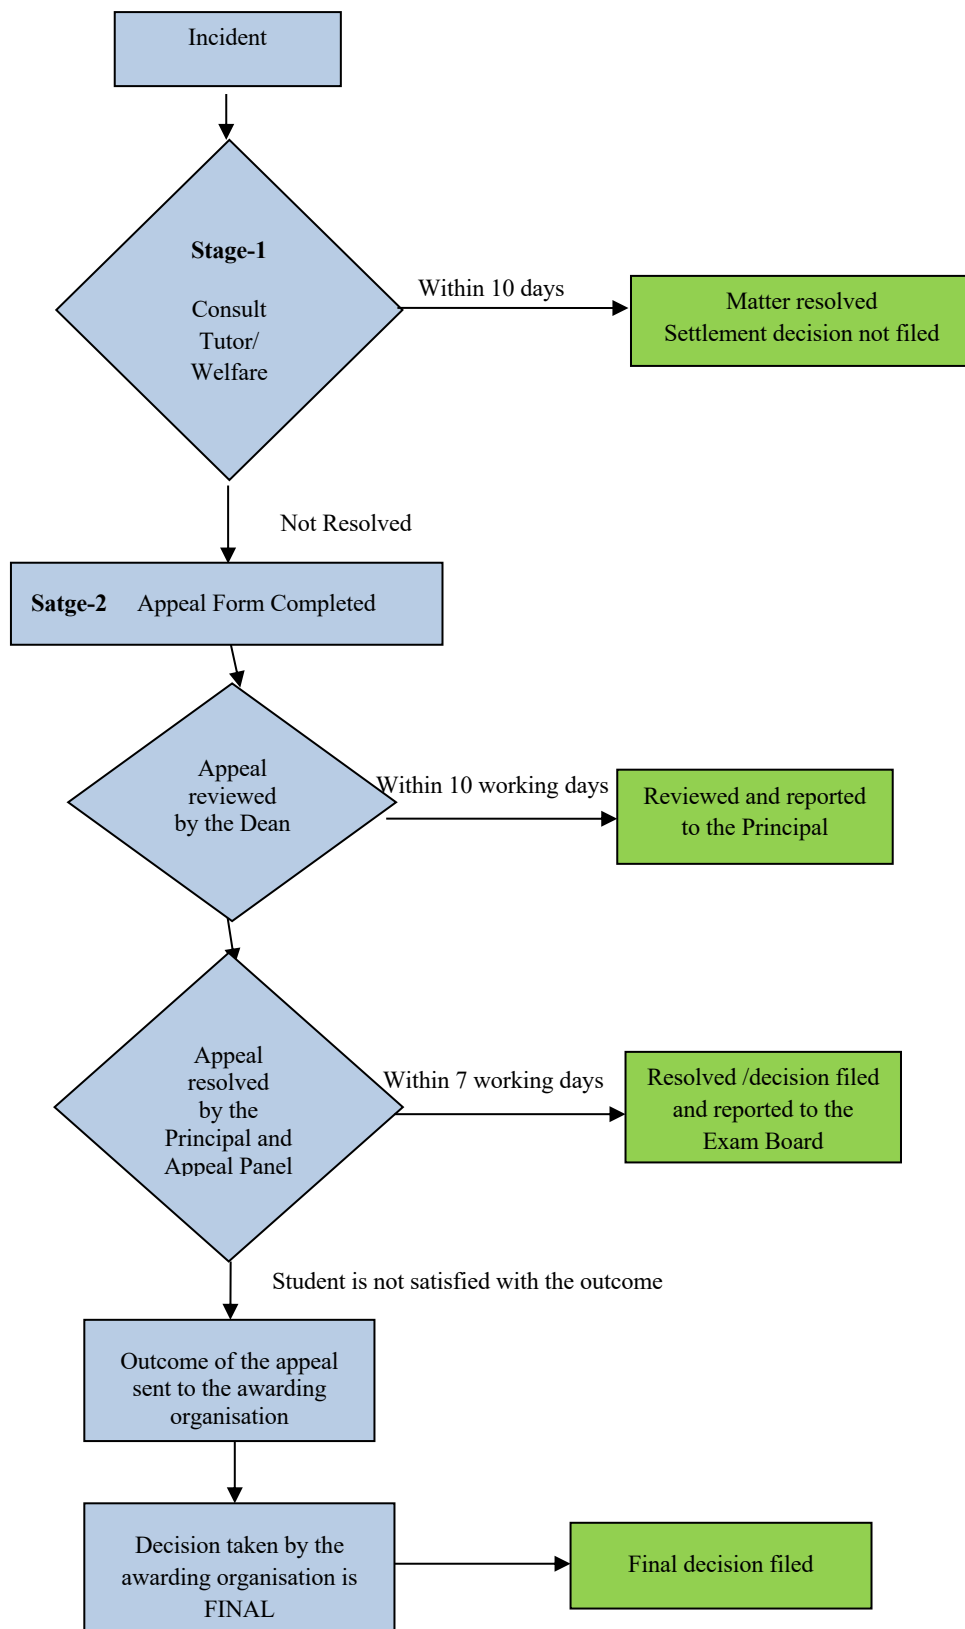 Incident
Stage-1
Consult
Tutor/
Welfare
Within 10 days
Matter resolved
Settlement decision not filed
Not Resolved
Satge-2 Appeal Form Completed
Appeal
reviewed
by the Dean
Within 10 working days
Reviewed and reported
to the Principal
Appeal
resolved
by the
Principal and
Appeal Panel
Within 7 working days
Resolved /decision filed
and reported to the
Exam Board
Student is not satisfied with the outcome
Outcome of the appeal
sent to the awarding
organisation
Decision taken by the
awarding organisation is
FINAL
Final decision filed